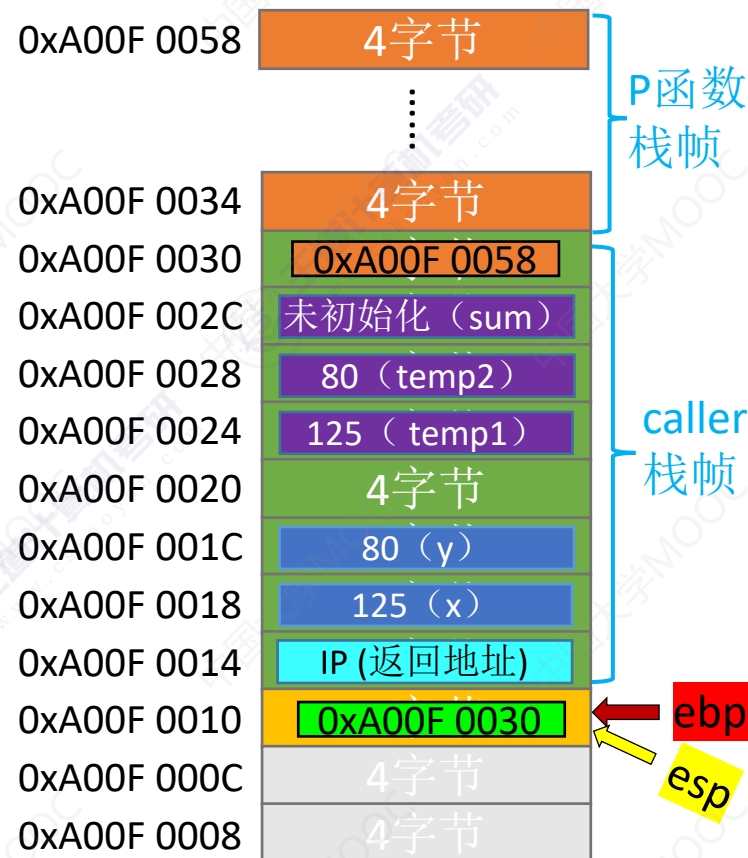 0xA00F 0058 4字节
P函数
栈帧
0xA00F 0034 4字节
0xA00F 0030 0xA00F 0058
0xA00F 002C 未初始化（sum）
0xA00F 0028 80（temp2）
0xA00F 0024 125（ temp1）
caller
栈帧
0xA00F 0020 4字节
0xA00F 001C 80（y）
0xA00F 0018 125（x）
0xA00F 0014 IP (返回地址)
0xA00F 0010 0xA00F 0030 ebp
esp
0xA00F 000C 4字节
0xA00F 0008 4字节